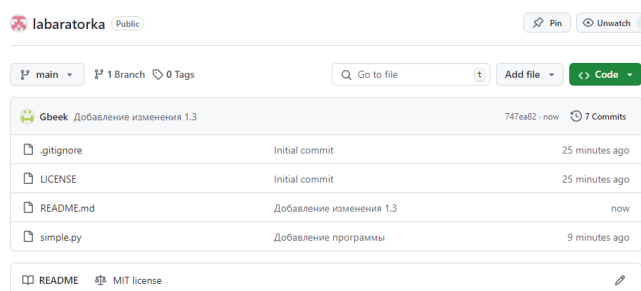 labaratorka Public Pin Unwatch
main 1 Branch 0 Tags Go to file t Add file Code
Gbeek Добавление изменения 1.3 747ea82 · now 7 Commits
.gitignore Initial commit 25 minutes ago
LICENSE Initial commit 25 minutes ago
README.md Добавление изменения 1.3 now
simple.py Добавление программы 9 minutes ago
README MIT license